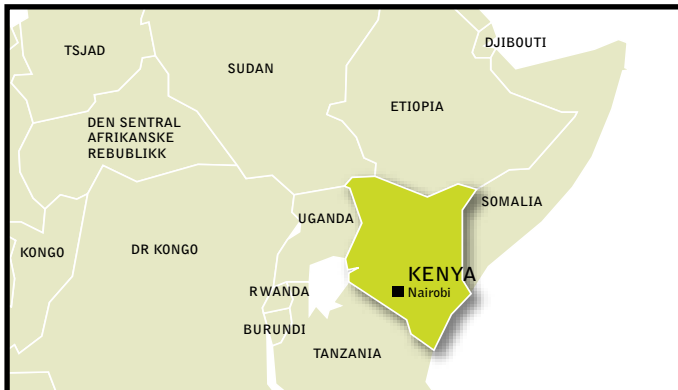 DJIBOUTI
TSJAD
SUDAN
ETIOPIA
DEN SENTRAL
AFRIKANSKE
REBUBLIKK
SOMALIA
UGANDA
KONGO
DR KONGO
KENYA
Nairobi
RWANDA
BURUNDI
TANZANIA